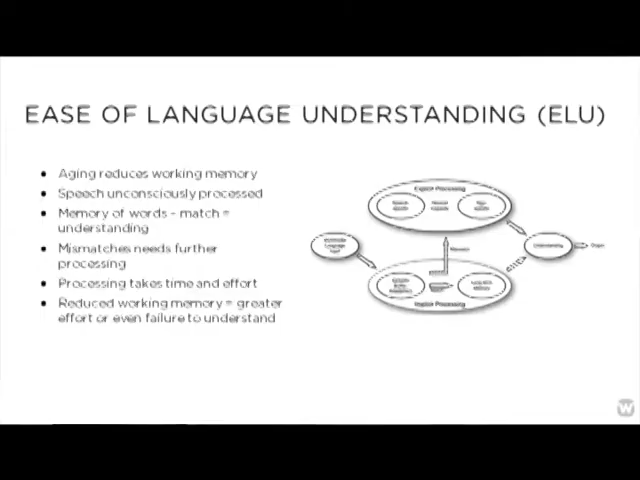 EASE OF LANGUAGE UNDERSTANDING (ELU)
• Aging reduces working memory
• Speech unconsciously processed
• Memory of words - match =
understanding
• Mismatches needs further
processing
• Processing takes time and effort
• Reduced working memory = greater
effort or even failure to understand
Explicit Processing
Understanding
Implicit Processing
W